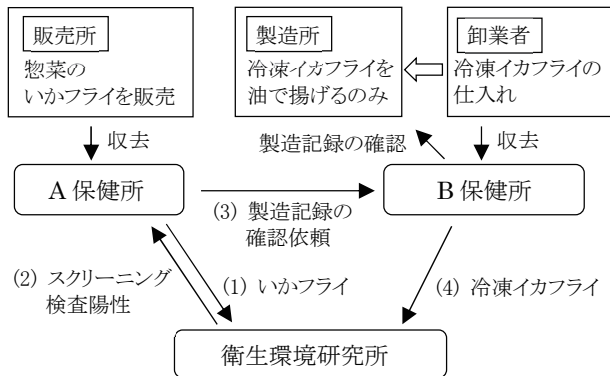 販売所
惣菜の
いかフライを販売
製造所
冷凍イカフライを
油で揚げるのみ
卸業者
冷凍イカフライの
仕入れ
収去
製造記録の確認
収去
A 保健所
B 保健所
(3) 製造記録の
確認依頼
(2) スクリーニング
検査陽性
(1) いかフライ
(4) 冷凍イカフライ
衛生環境研究所